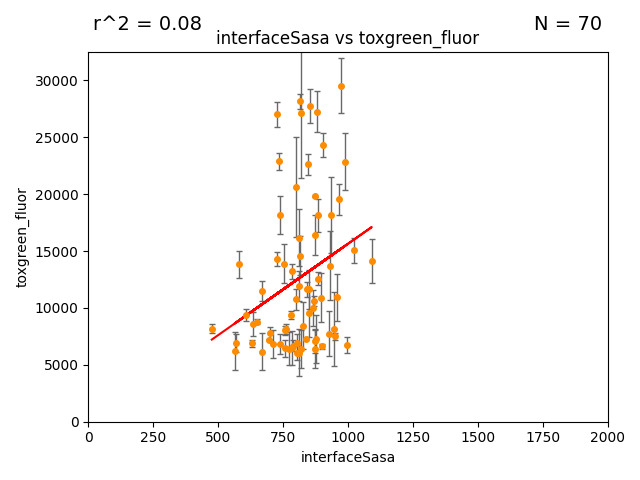 r^2 = 0.08
N = 70
interfaceSasa vs toxgreen_fluor
30000
25000
20000
15000
10000
5000
0
toxgreen_fluor
0 250 500 750 1000 1250 1500 1750 2000
interfaceSasa